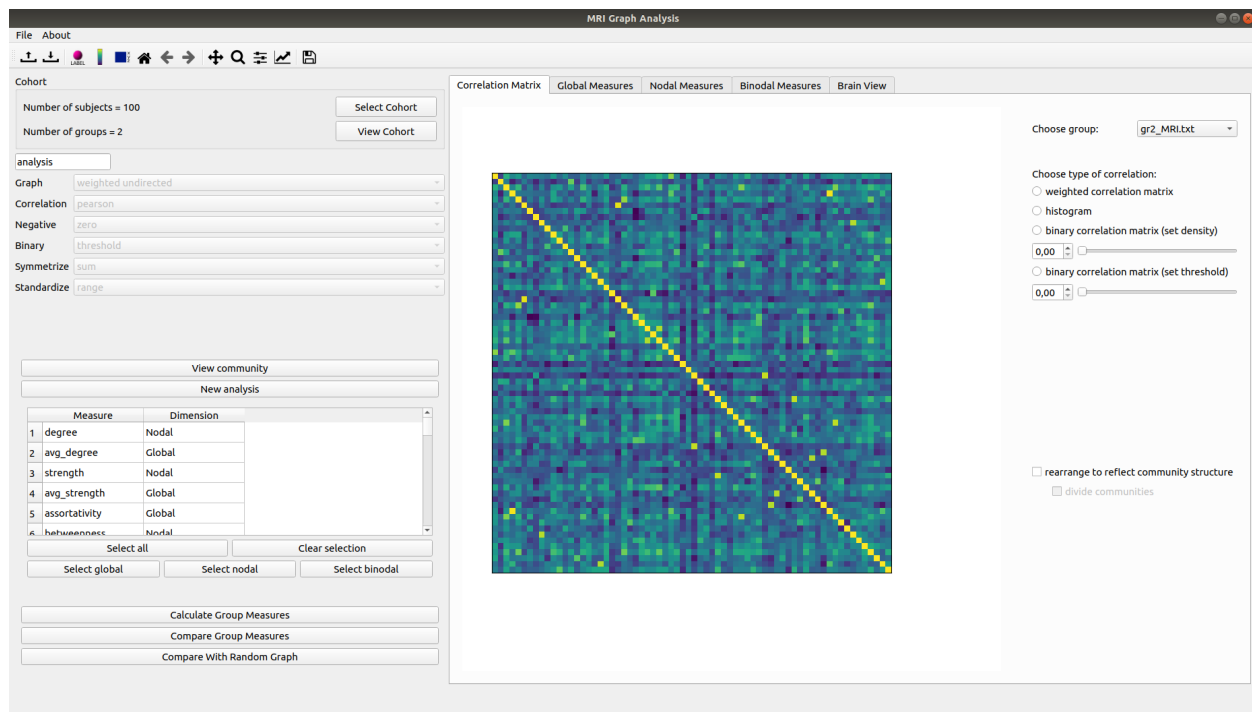 MRI Graph Analysis
File About
LABEL
Cohort
Number of subjects = 100
Select Cohort
Number of groups = 2
View Cohort
analysis
Graph weighted undirected
Correlation pearson
Negative zero
Binary threshold
Symmetrize sum
Standardize range
View community
New analysis
Measure Dimension
1 degree Nodal
2 avg_degree Global
3 strength Nodal
4 avg_strength Global
5 assortativity Global
6 betweenness Nodal
Select all Clear selection
Select global Select nodal Select binodal
Calculate Group Measures
Compare Group Measures
Compare With Random Graph
Correlation Matrix Global Measures Nodal Measures Binodal Measures Brain View
Choose group: gr2_MRI.txt
Choose type of correlation:
weighted correlation matrix
histogram
binary correlation matrix (set density)
0,00
binary correlation matrix (set threshold)
0,00
rearrange to reflect community structure
divide communities